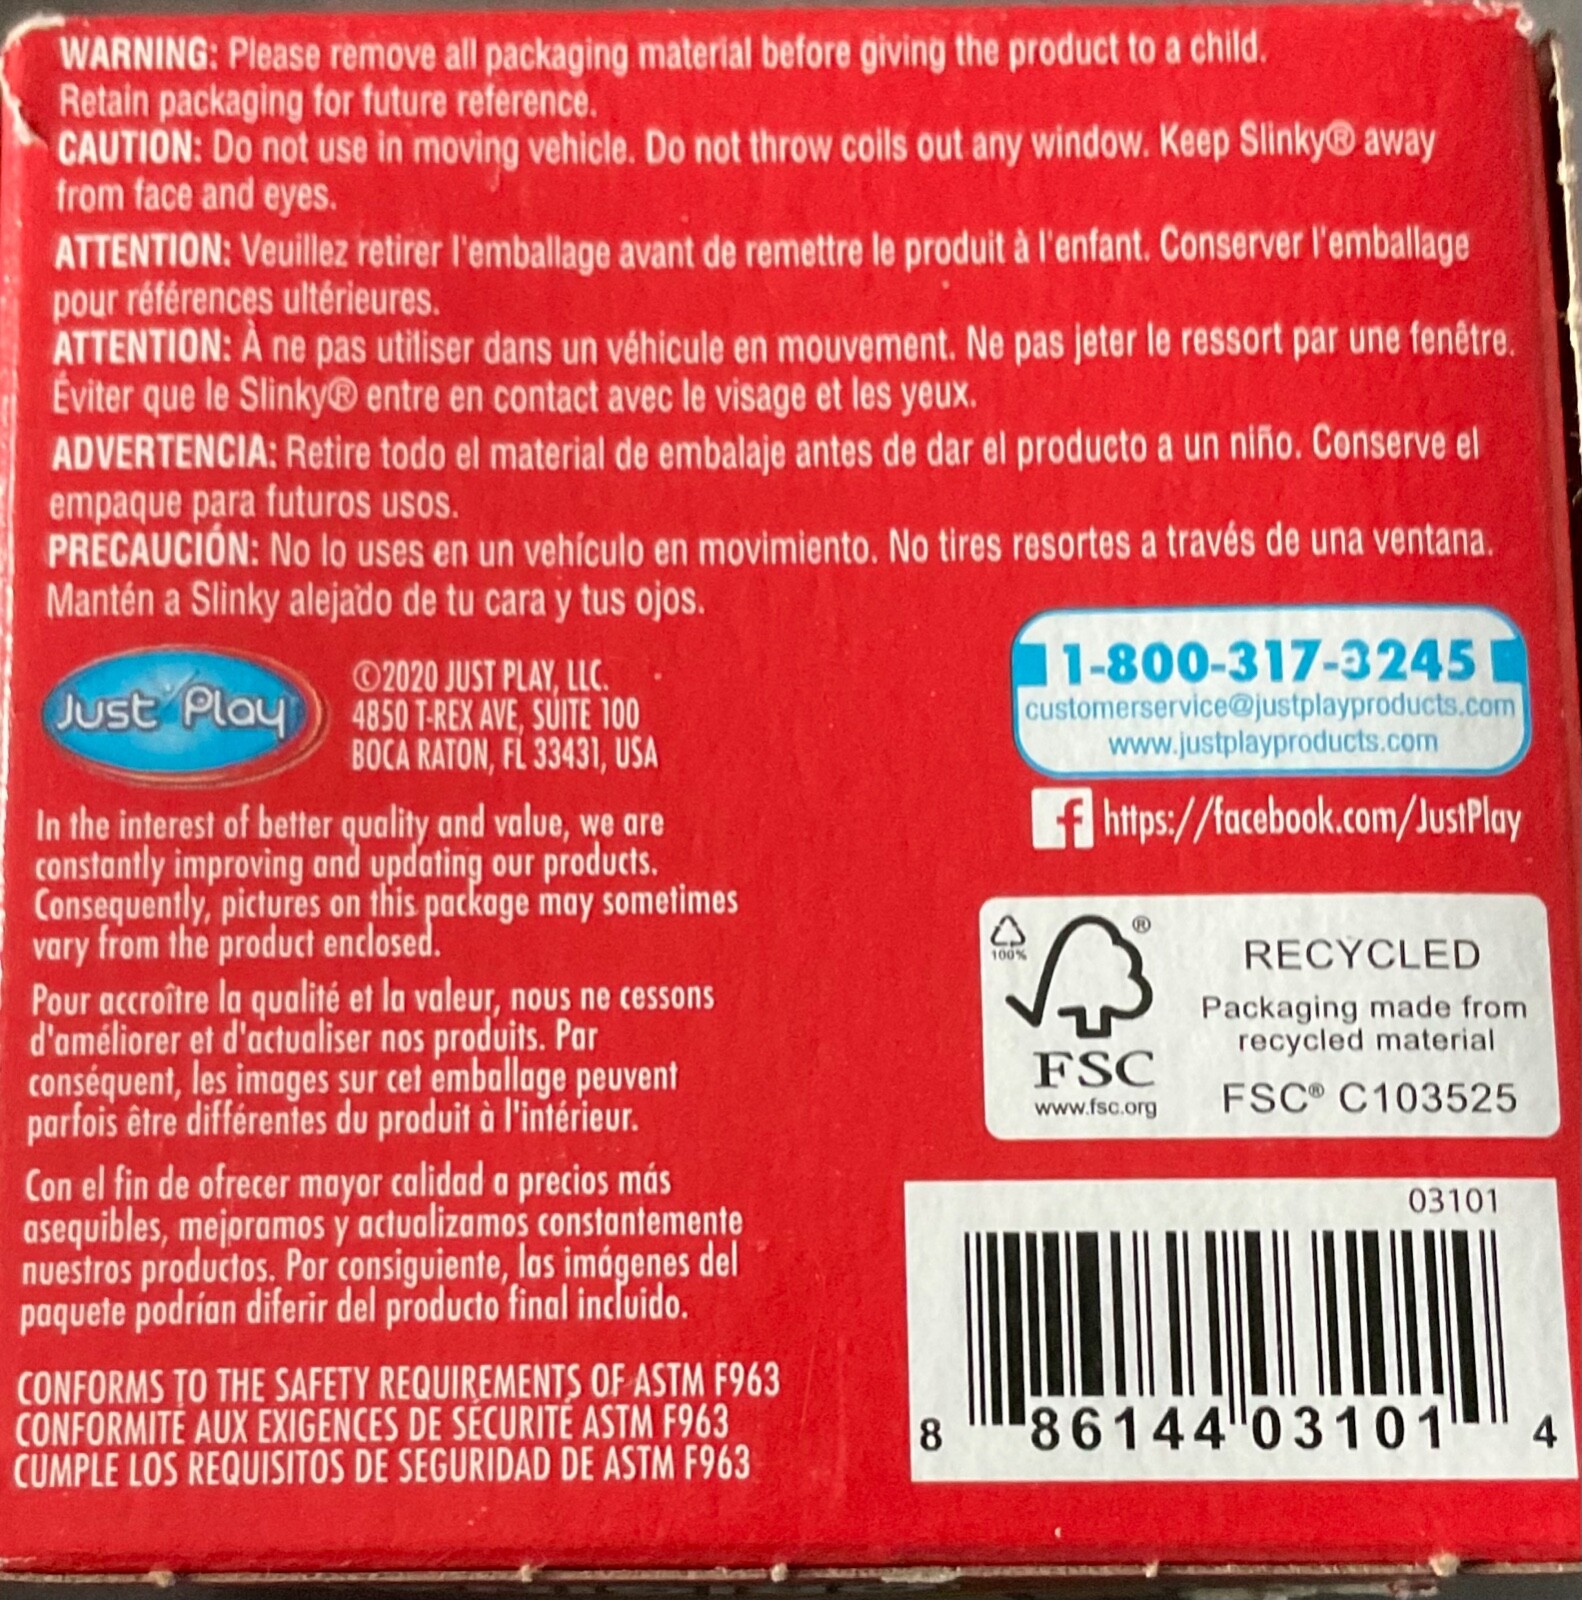 WARNING: Please remove all packaging material before giving the product to a child.
Retain packaging for future reference.
CAUTION: Do not use in moving vehicle. Do not throw coils out any window. Keep Slinky® away
from face and eyes.
ATTENTION: Veuillez retirer l'emballage avant de remettre le produit à l'enfant. Conserver l'emballage
pour références ultérieures.
ATTENTION: À ne pas utiliser dans un véhicule en mouvement. Ne pas jeter le ressort par une fenêtre.
Éviter que le Slinky® entre en contact avec le visage et les yeux.
ADVERTENCIA: Retire todo el material de embalaje antes de dar el producto a un niño. Conserve el
empaque para futuros usos.
PRECAUCIÓN: No lo uses en un vehículo en movimiento. No tires resortes a través de una ventana.
Mantén a Slinky alejado de tu cara y tus ojos.
Just Play
©2020 JUST PLAY, LLC.
4850 T-REX AVE, SUITE 100
BOCA RATON, FL 33431, USA
1-800-317-3245
customerservice@justplayproducts.com
www.justplayproducts.com
f https://facebook.com/JustPlay
In the interest of better quality and value, we are
constantly improving and updating our products.
Consequently, pictures on this package may sometimes
vary from the product enclosed.
Pour accroître la qualité et la valeur, nous ne cessons
d'améliorer et d'actualiser nos produits. Par
conséquent, les images sur cet emballage peuvent
parfois être différentes du produit à l'intérieur.
Con el fin de ofrecer mayor calidad a precios más
asequibles, mejoramos y actualizamos constantemente
nuestros productos. Por consiguiente, las imágenes del
paquete podrían diferir del producto final incluido.
CONFORMS TO THE SAFETY REQUIREMENTS OF ASTM F963
CONFORMITÉ AUX EXIGENCES DE SÉCURITÉ ASTM F963
CUMPLE LOS REQUISITOS DE SEGURIDAD DE ASTM F963
100%
®
FSC
www.fsc.org
RECYCLED
Packaging made from
recycled material
FSC® C103525
03101
8 86144 03101 4